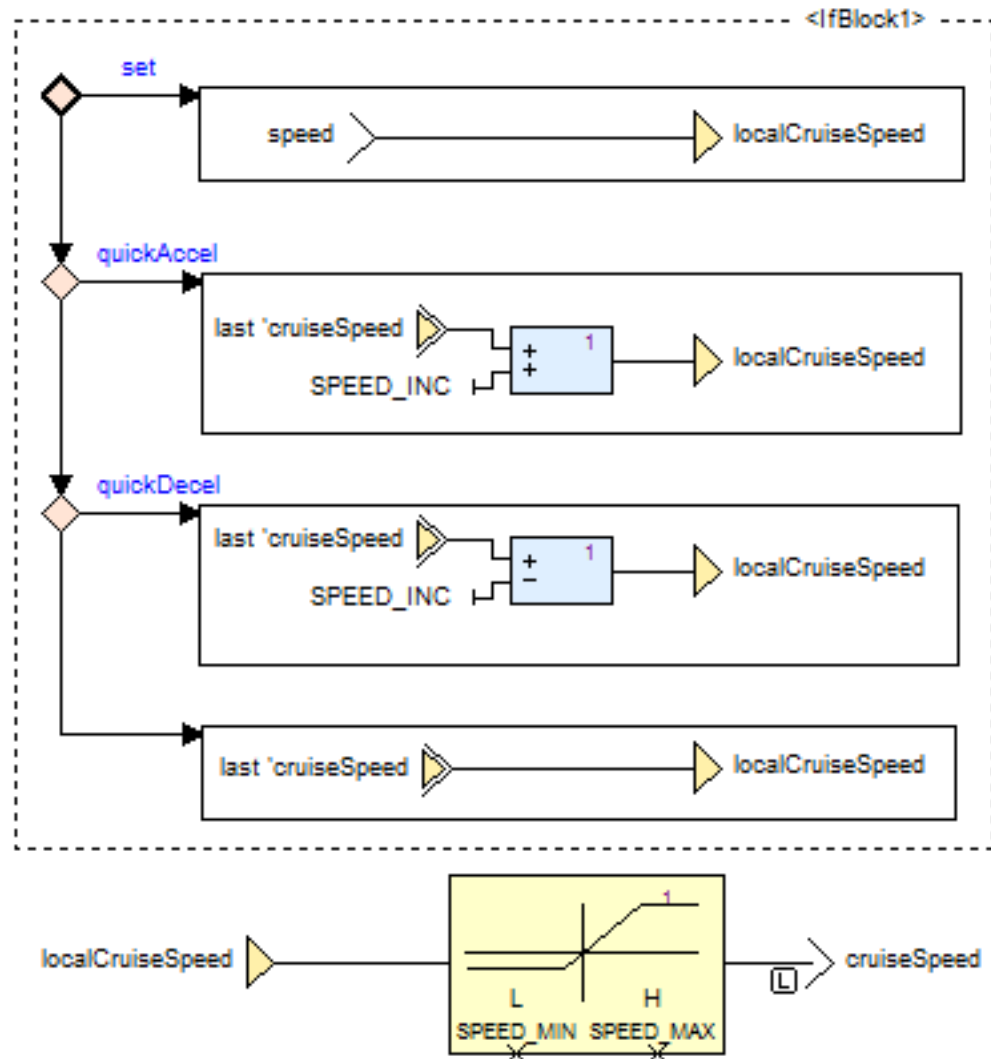 <IfBlock1>
set
speed localCruiseSpeed
quickAccel
last 'cruiseSpeed 1
+
+ localCruiseSpeed
SPEED_INC
quickDecel
last 'cruiseSpeed 1
+
− localCruiseSpeed
SPEED_INC
last 'cruiseSpeed localCruiseSpeed
1
localCruiseSpeed cruiseSpeed
L
L H
SPEED_MIN SPEED_MAX